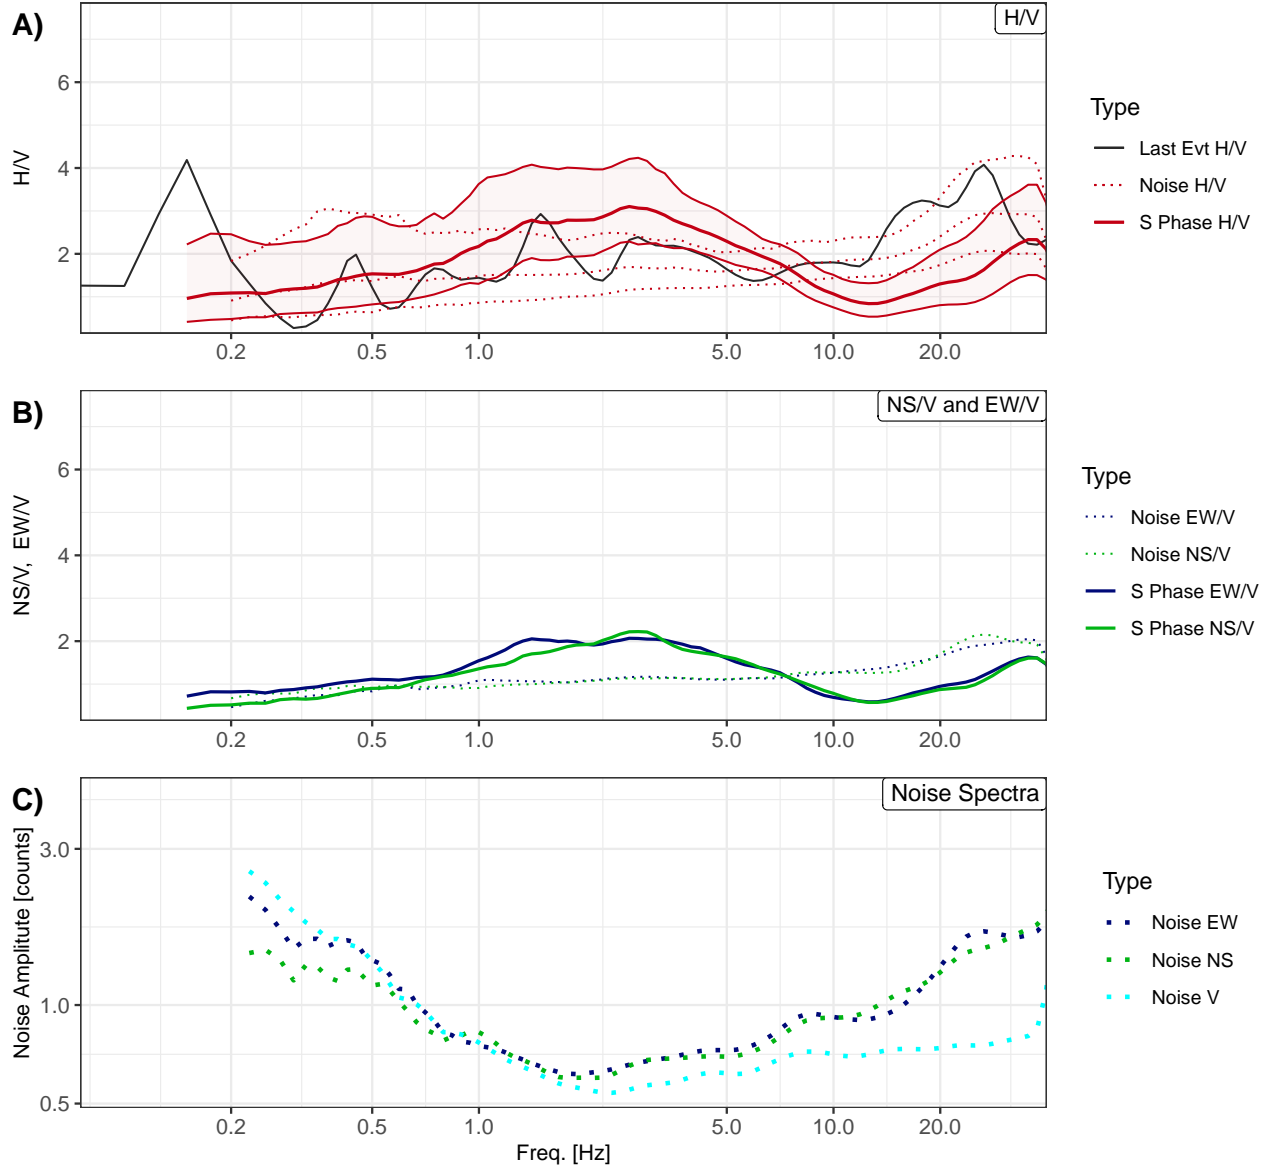 A)
H/V
H/V
6
4
2
0.2 0.5 1.0 5.0 10.0 20.0
Type
Last Evt H/V
Noise H/V
S Phase H/V
B)
NS/V and EW/V
NS/V, EW/V
6
4
2
0.2 0.5 1.0 5.0 10.0 20.0
Type
Noise EW/V
Noise NS/V
S Phase EW/V
S Phase NS/V
C)
Noise Spectra
Noise Amplitute [counts]
3.0
1.0
0.5
0.2 0.5 1.0 5.0 10.0 20.0
Freq. [Hz]
Type
Noise EW
Noise NS
Noise V